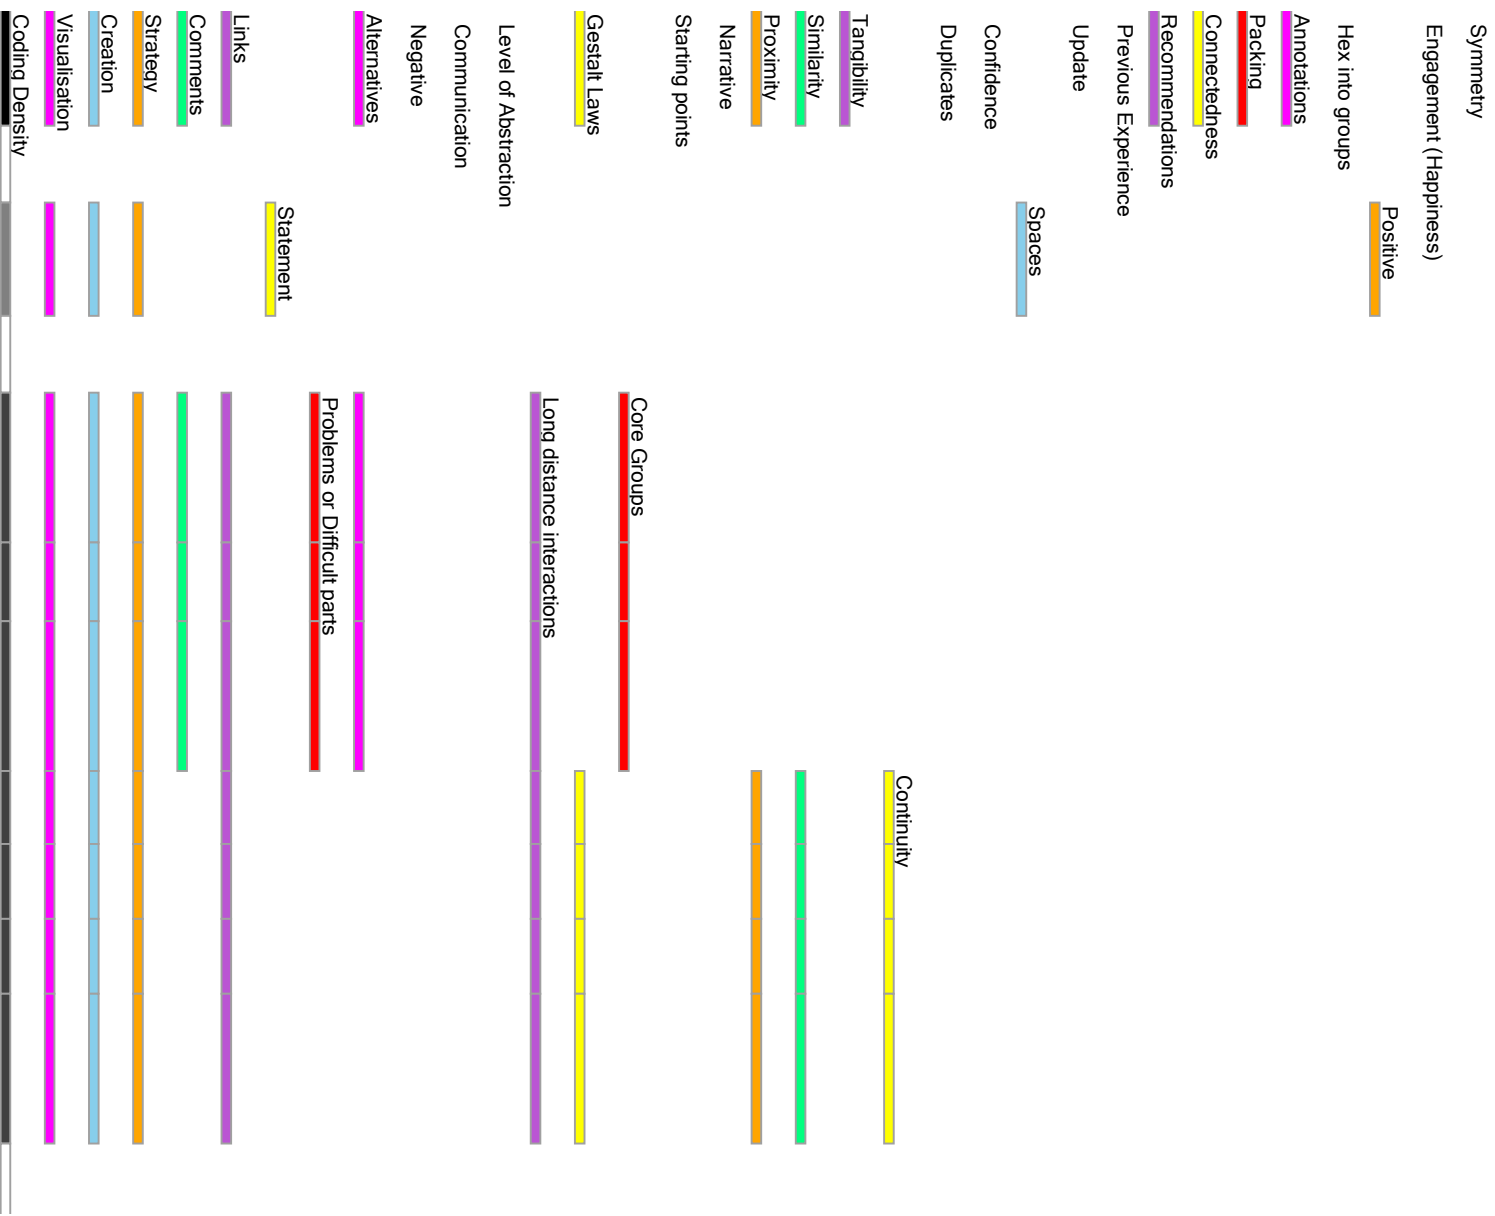 Coding Density
Visualisation
Creation
Strategy
Comments
Links
Statement
Problems or Difficult parts
Alternatives
Negative
Communication
Level of Abstraction
Long distance interactions
Gestalt Laws
Core Groups
Starting points
Narrative
Proximity
Similarity
Tangibility
Continuity
Duplicates
Confidence
Spaces
Update
Previous Experience
Recommendations
Connectedness
Packing
Annotations
Hex into groups
Positive
Engagement (Happiness)
Symmetry